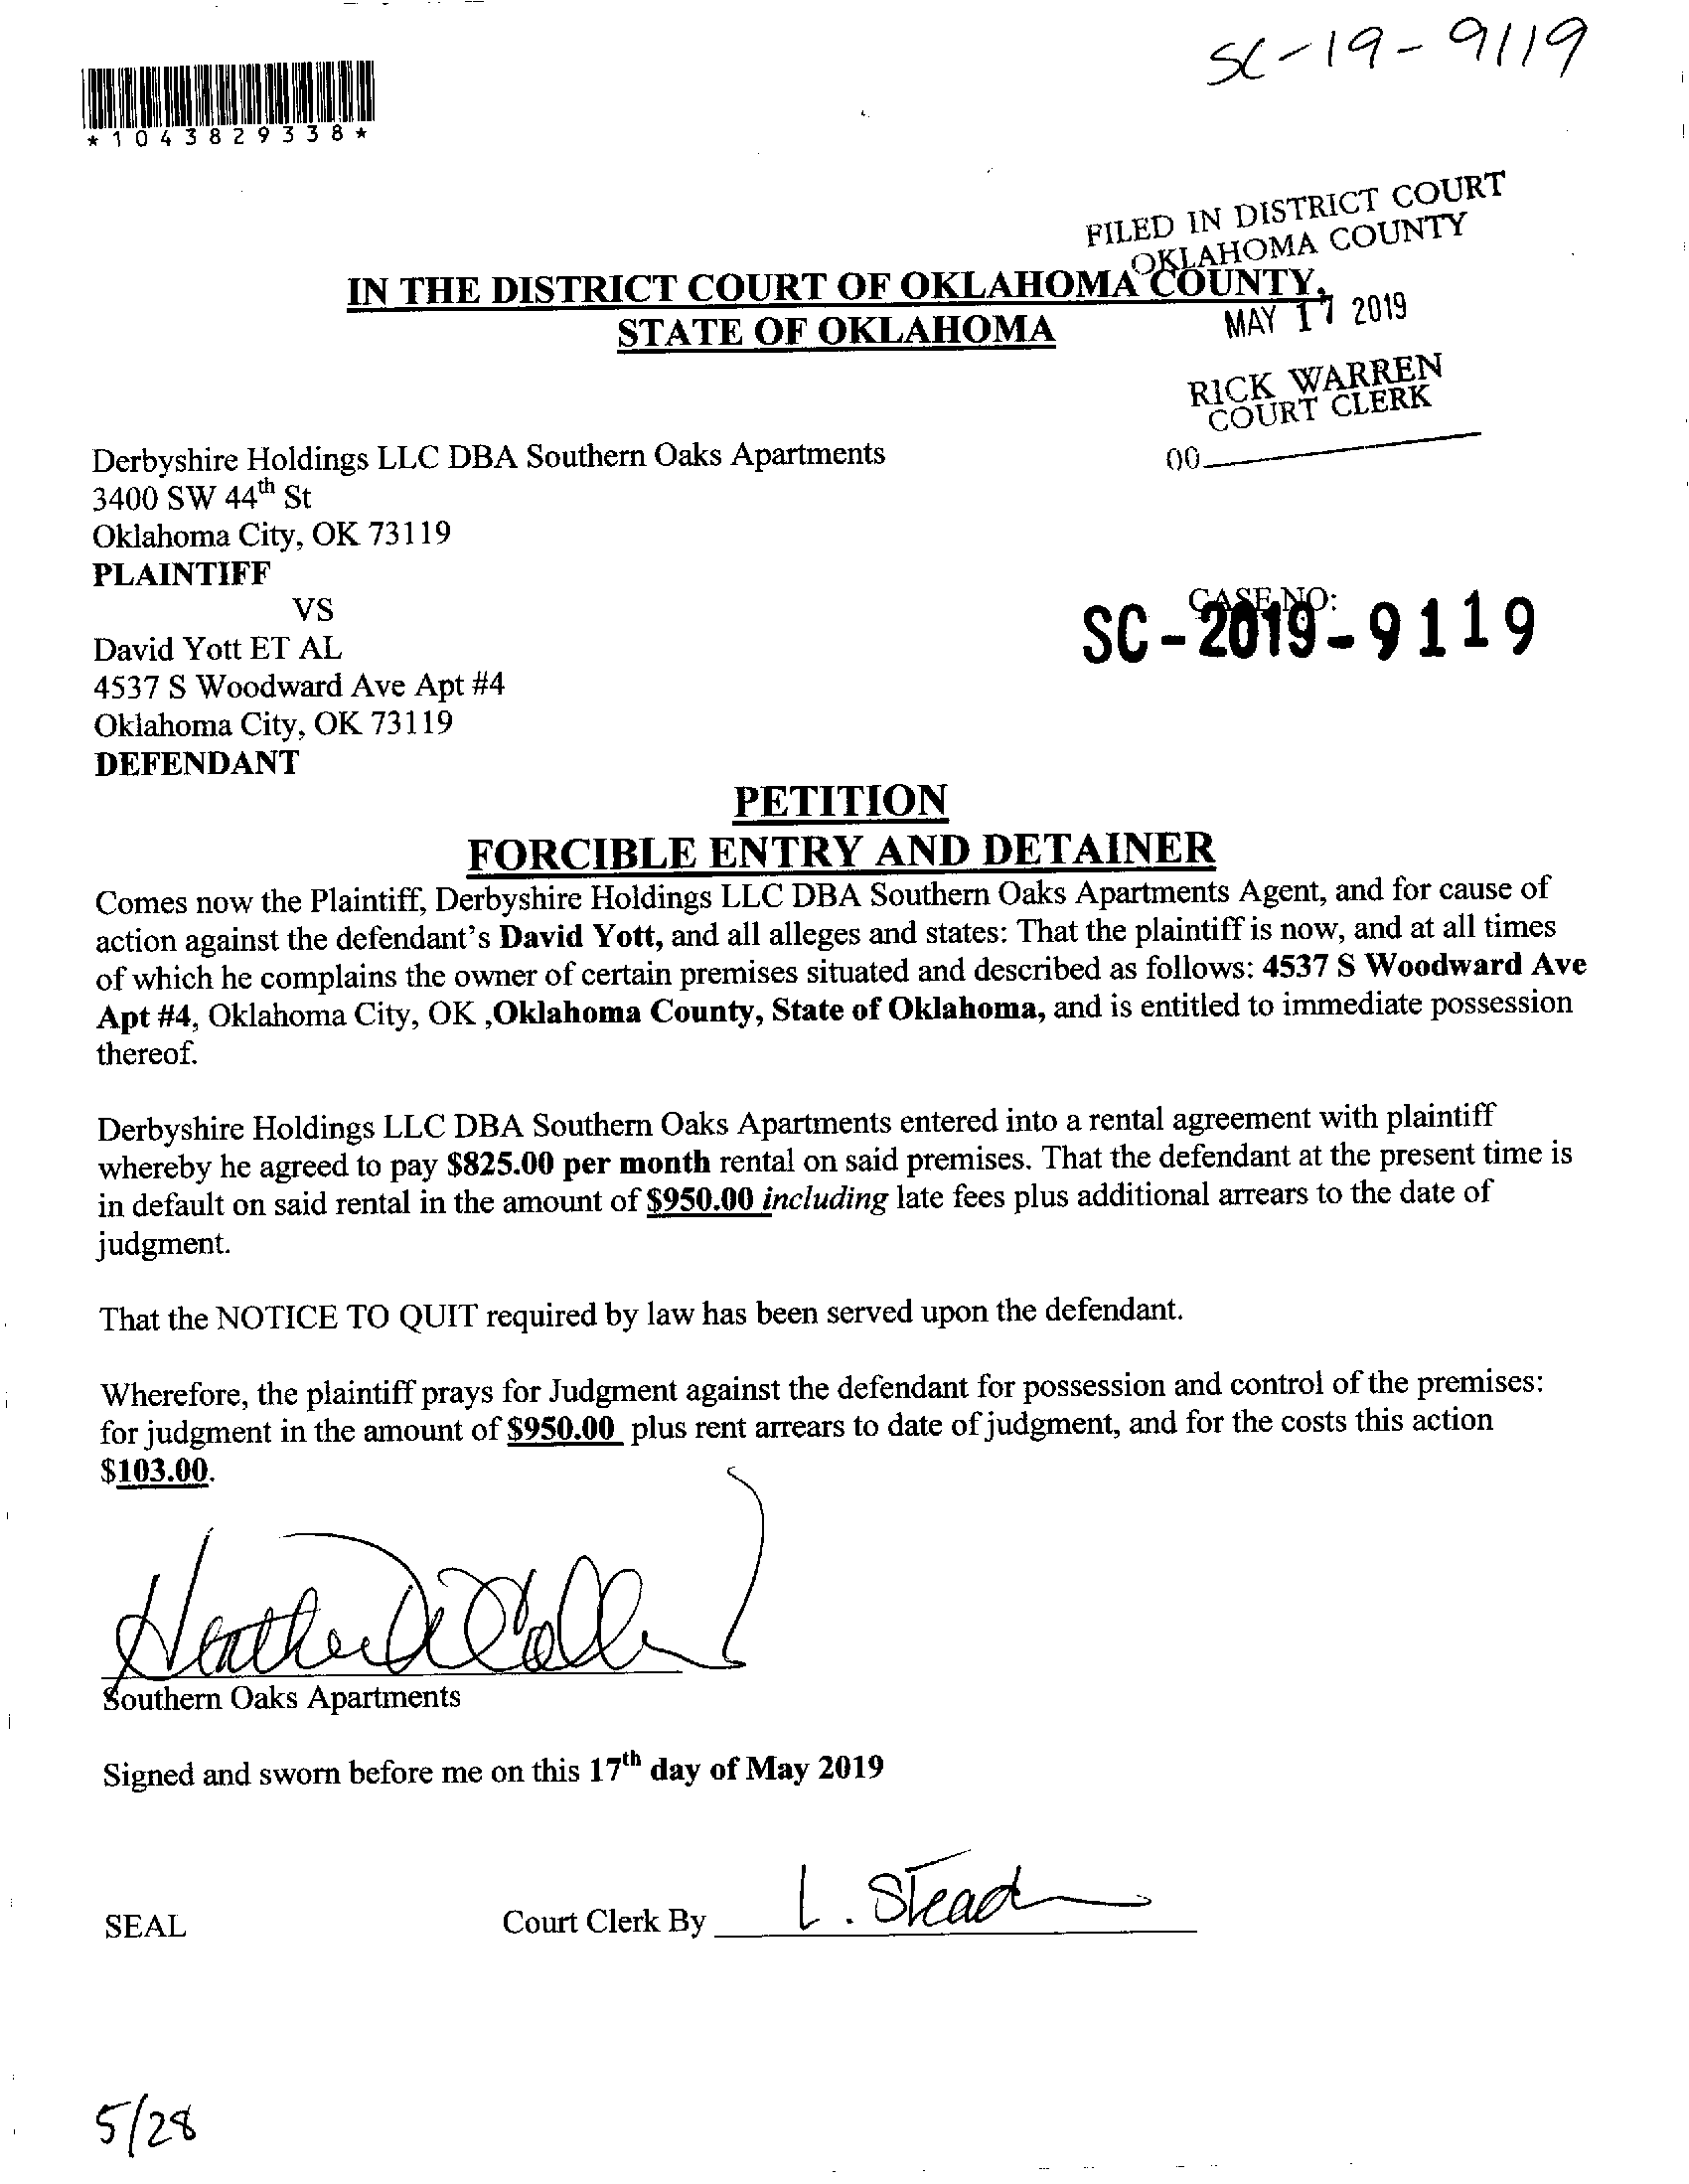 SC-19-9119
*1043829338*
FILED IN DISTRICT COURT
OKLAHOMA COUNTY
IN THE DISTRICT COURT OF OKLAHOMA COUNTY,
STATE OF OKLAHOMA
MAY 17 2019
RICK WARREN
COURT CLERK
00
Derbyshire Holdings LLC DBA Southern Oaks Apartments
3400 SW 44th St
Oklahoma City, OK 73119
PLAINTIFF
VS
CASE NO:
SC-2019-9119
David Yott ET AL
4537 S Woodward Ave Apt #4
Oklahoma City, OK 73119
DEFENDANT
PETITION
FORCIBLE ENTRY AND DETAINER
Comes now the Plaintiff, Derbyshire Holdings LLC DBA Southern Oaks Apartments Agent, and for cause of
action against the defendant's David Yott, and all alleges and states: That the plaintiff is now, and at all times
of which he complains the owner of certain premises situated and described as follows: 4537 S Woodward Ave
Apt #4, Oklahoma City, OK ,Oklahoma County, State of Oklahoma, and is entitled to immediate possession
thereof.
Derbyshire Holdings LLC DBA Southern Oaks Apartments entered into a rental agreement with plaintiff
whereby he agreed to pay $825.00 per month rental on said premises. That the defendant at the present time is
in default on said rental in the amount of $950.00 including late fees plus additional arrears to the date of
judgment.
That the NOTICE TO QUIT required by law has been served upon the defendant.
Wherefore, the plaintiff prays for Judgment against the defendant for possession and control of the premises:
for judgment in the amount of $950.00 plus rent arrears to date of judgment, and for the costs this action
$103.00.
Southern Oaks Apartments
Signed and sworn before me on this 17th day of May 2019
SEAL
Court Clerk By L. Stead
5/28